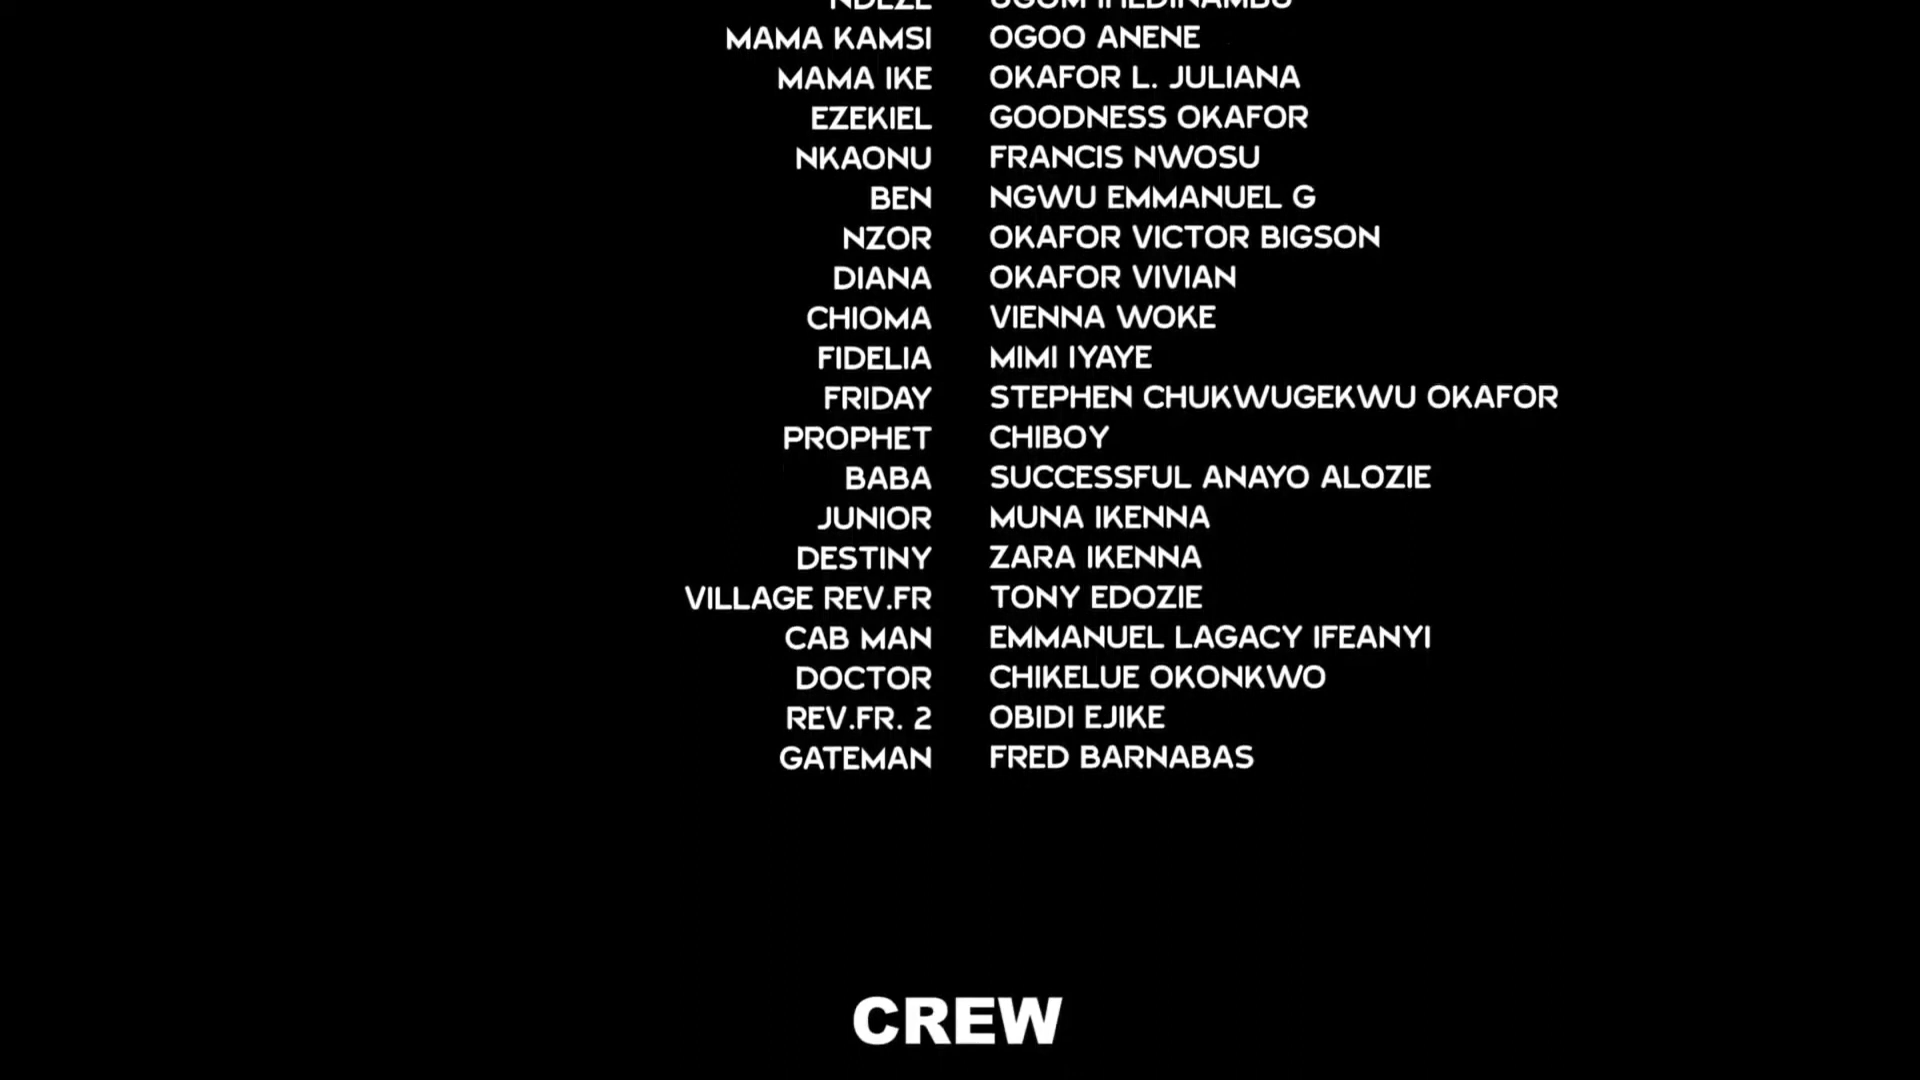 MAMA KAMSI OGOO ANENE
MAMA IKE OKAFOR L. JULIANA
EZEKIEL GOODNESS OKAFOR
NKAONU FRANCIS NWOSU
BEN NGWU EMMANUEL G
NZOR OKAFOR VICTOR BIGSON
DIANA OKAFOR VIVIAN
CHIOMA VIENNA WOKE
FIDELIA MIMI IYAYE
FRIDAY STEPHEN CHUKWUGEKWU OKAFOR
PROPHET CHIBOY
BABA SUCCESSFUL ANAYO ALOZIE
JUNIOR MUNA IKENNA
DESTINY ZARA IKENNA
VILLAGE REV.FR TONY EDOZIE
CAB MAN EMMANUEL LAGACY IFEANYI
DOCTOR CHIKELUE OKONKWO
REV.FR. 2 OBIDI EJIKE
GATEMAN FRED BARNABAS
CREW